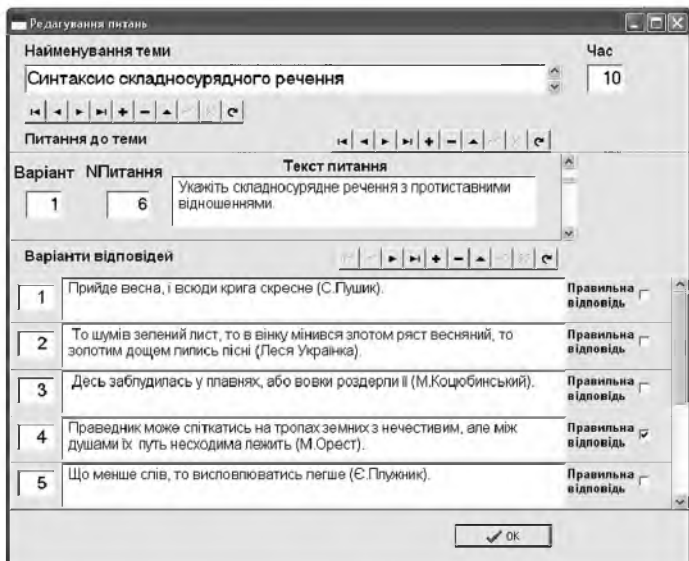 Редагування питань
Найменування теми
Час
Синтаксис складносурядного речення
10
Питання до теми
Варіант
NПитання
Текст питання
1
6
Укажіть складносурядне речення з протиставними
відношеннями.
Варіанти відповідей
1
Прийде весна, і всюди крига скресне (С.Пушик).
Правильна
відповідь
2
То шумів зелений лист, то в вінку мінився злотом ряст весняний, то
золотим дощем лились пісні (Леся Українка).
Правильна
відповідь
3
Десь заблудилась у плавнях, або вовки роздерли її (М.Коцюбинський).
Правильна
відповідь
4
Праведник може спіткатись на тропах земних з нечестивим, але між
душами їх путь несходима лежить (М.Орест).
Правильна
відповідь
5
Що менше слів, то висловлюватись легше (Є.Плужник).
Правильна
відповідь
ОК